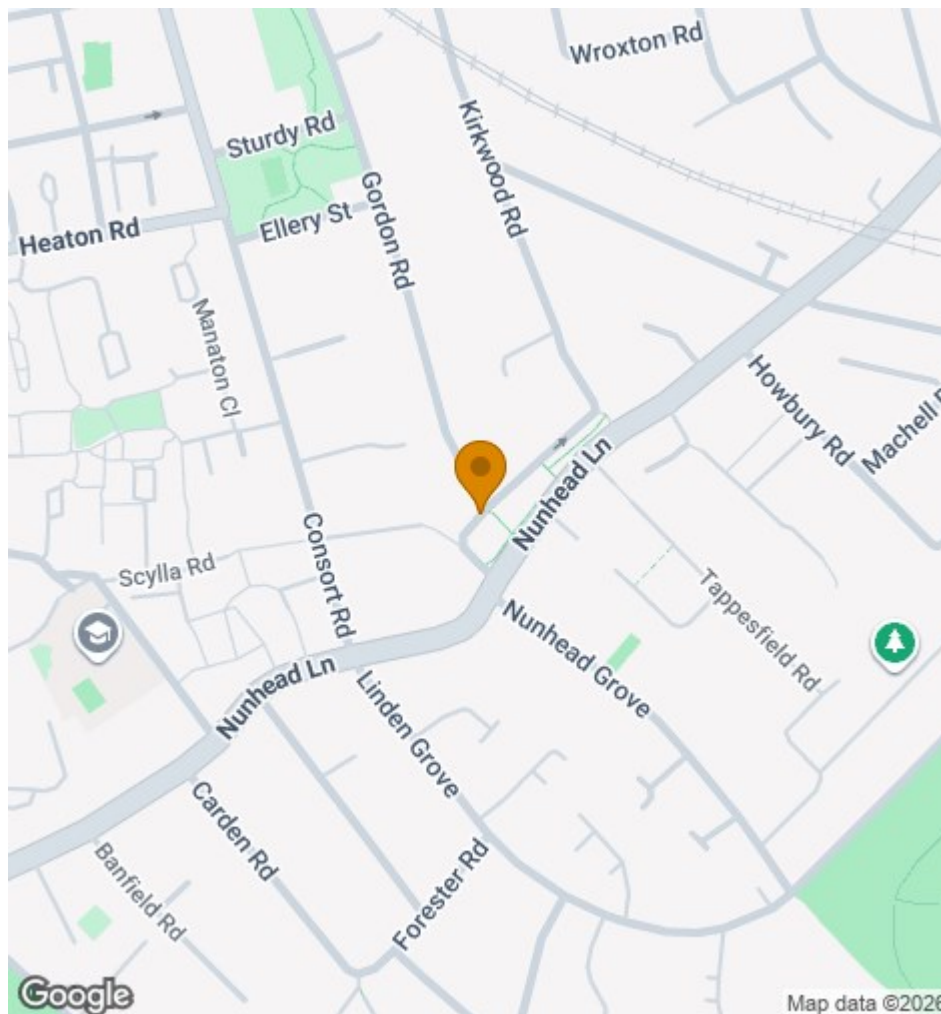 Wroxton Rd
Kirkwood Rd
Sturdy Rd
Gordon Rd
Ellery St
Heaton Rd
Manaton Cl
Howbury Rd
Nunhead Ln
Consort Rd
Scylla Rd
Tappesfield Rd
Nunhead Grove
Nunhead Ln
Linden Grove
Carden Rd
Forester Rd
Banfield Rd
Google
Map data ©2026